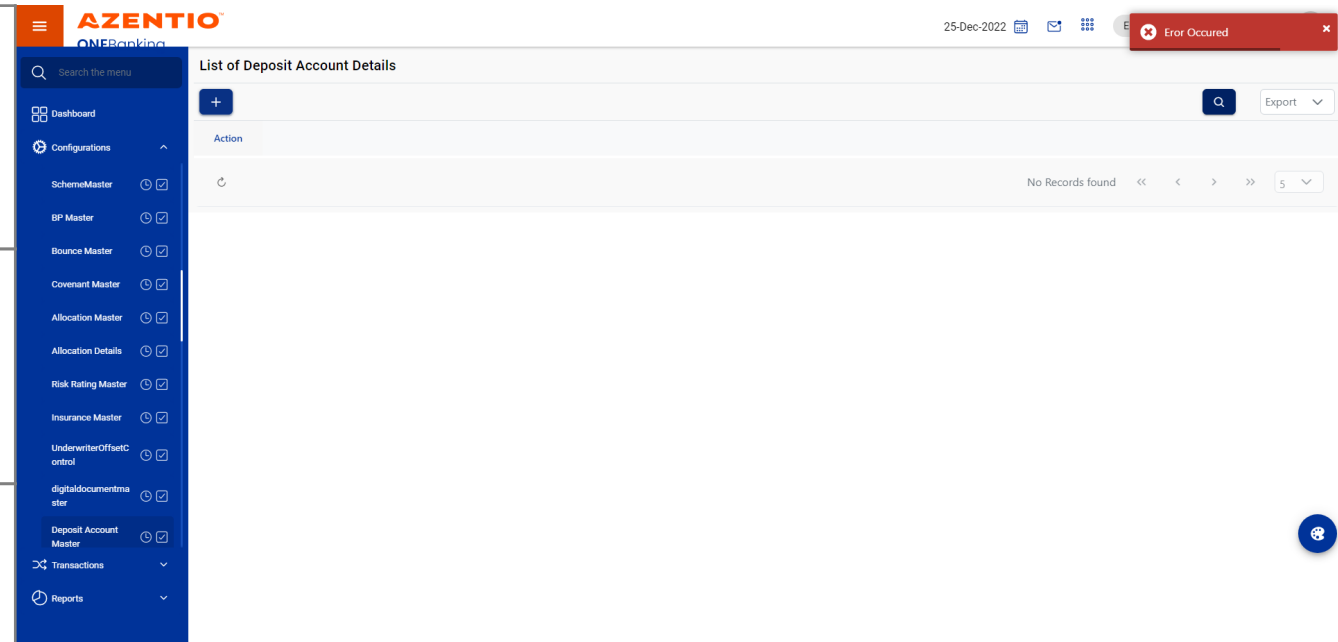 AZENTIO™
ONEBanking
25-Dec-2022
E
Eror Occured
Search the menu
Dashboard
Configurations
SchemeMaster
BP Master
Bounce Master
Covenant Master
Allocation Master
Allocation Details
Risk Rating Master
Insurance Master
UnderwriterOffsetC
ontrol
digitaldocumentma
ster
Deposit Account
Master
Transactions
Reports
List of Deposit Account Details
Export
Action
No Records found
5